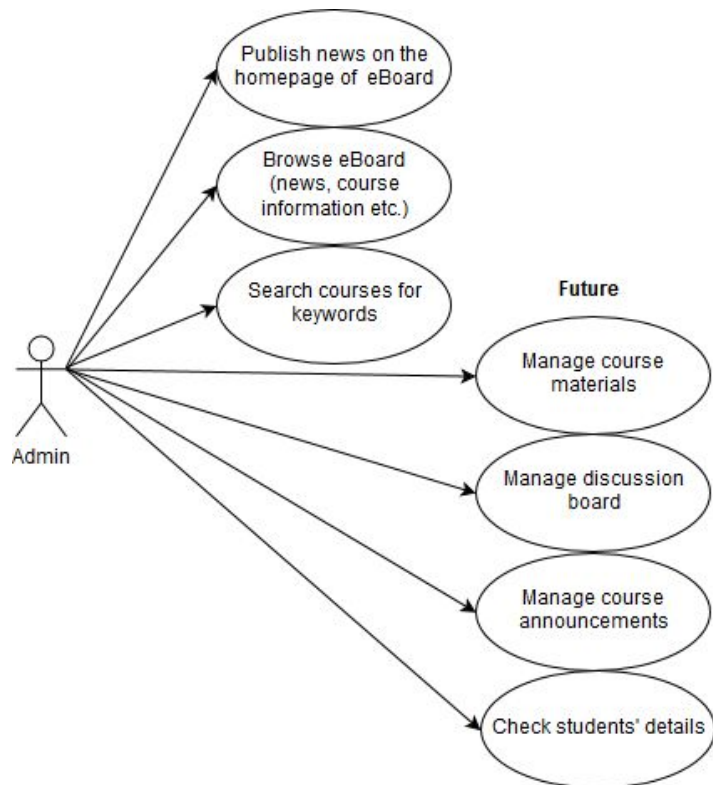 Publish news on the
homepage of eBoard
Browse eBoard
(news, course
information etc.)
Search courses for
keywords
Future
Manage course
materials
Admin
Manage discussion
board
Manage course
announcements
Check students' details